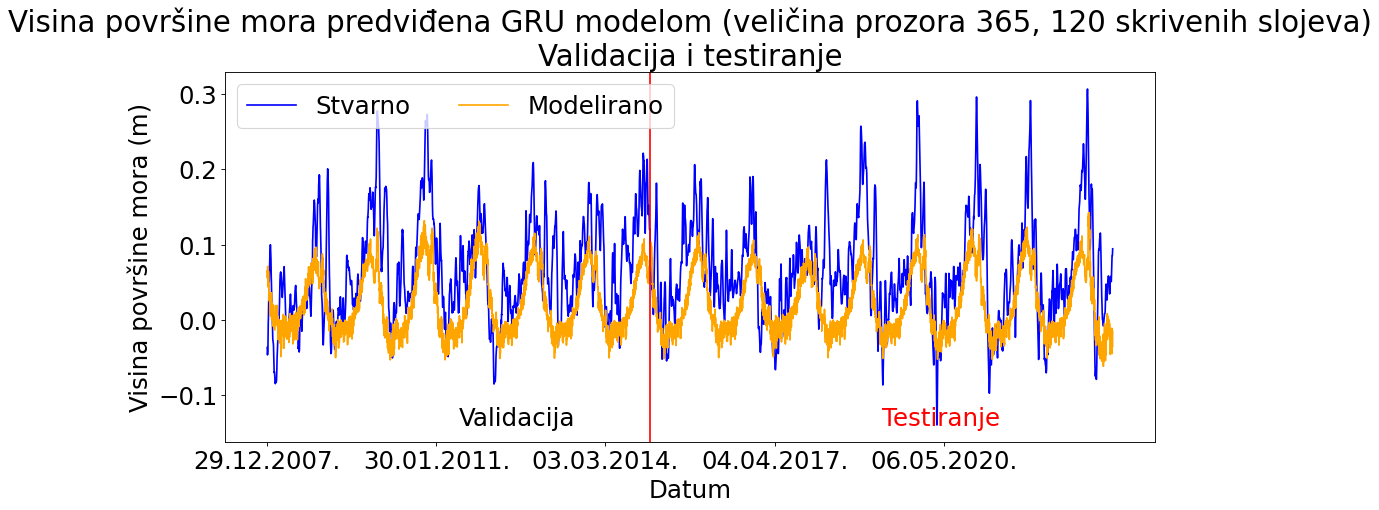 Visina površine mora predviđena GRU modelom (veličina prozora 365, 120 skrivenih slojeva)
Validacija i testiranje
Stvarno
Modelirano
Visina površine mora (m)
0.3
0.2
0.1
0.0
−0.1
Validacija
Testiranje
29.12.2007.
30.01.2011.
03.03.2014.
04.04.2017.
06.05.2020.
Datum